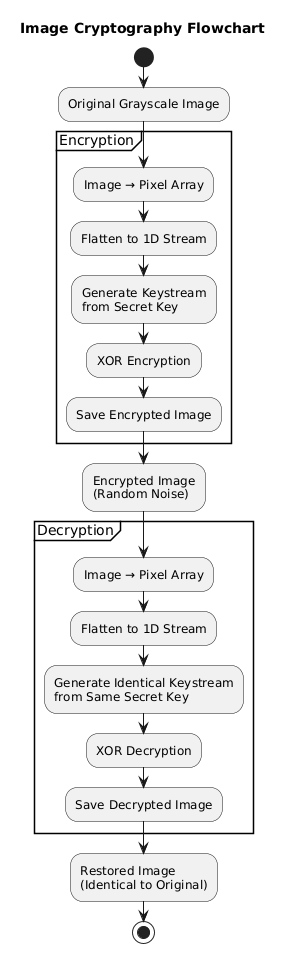 Image Cryptography Flowchart
Original Grayscale Image
Encryption
Image → Pixel Array
Flatten to 1D Stream
Generate Keystream
from Secret Key
XOR Encryption
Save Encrypted Image
Encrypted Image
(Random Noise)
Decryption
Image → Pixel Array
Flatten to 1D Stream
Generate Identical Keystream
from Same Secret Key
XOR Decryption
Save Decrypted Image
Restored Image
(Identical to Original)